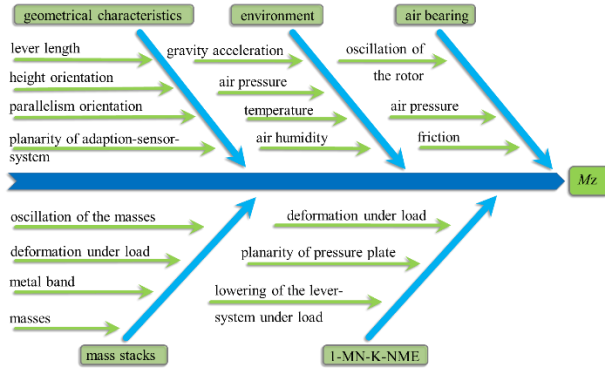 geometrical characteristics
environment
air bearing
lever length
height orientation
parallelism orientation
planarity of adaption-sensor-
system
gravity acceleration
air pressure
temperature
air humidity
oscillation of
the rotor
air pressure
friction
Mz
oscillation of the masses
deformation under load
metal band
masses
deformation under load
planarity of pressure plate
lowering of the lever-
system under load
mass stacks
1-MN-K-NME